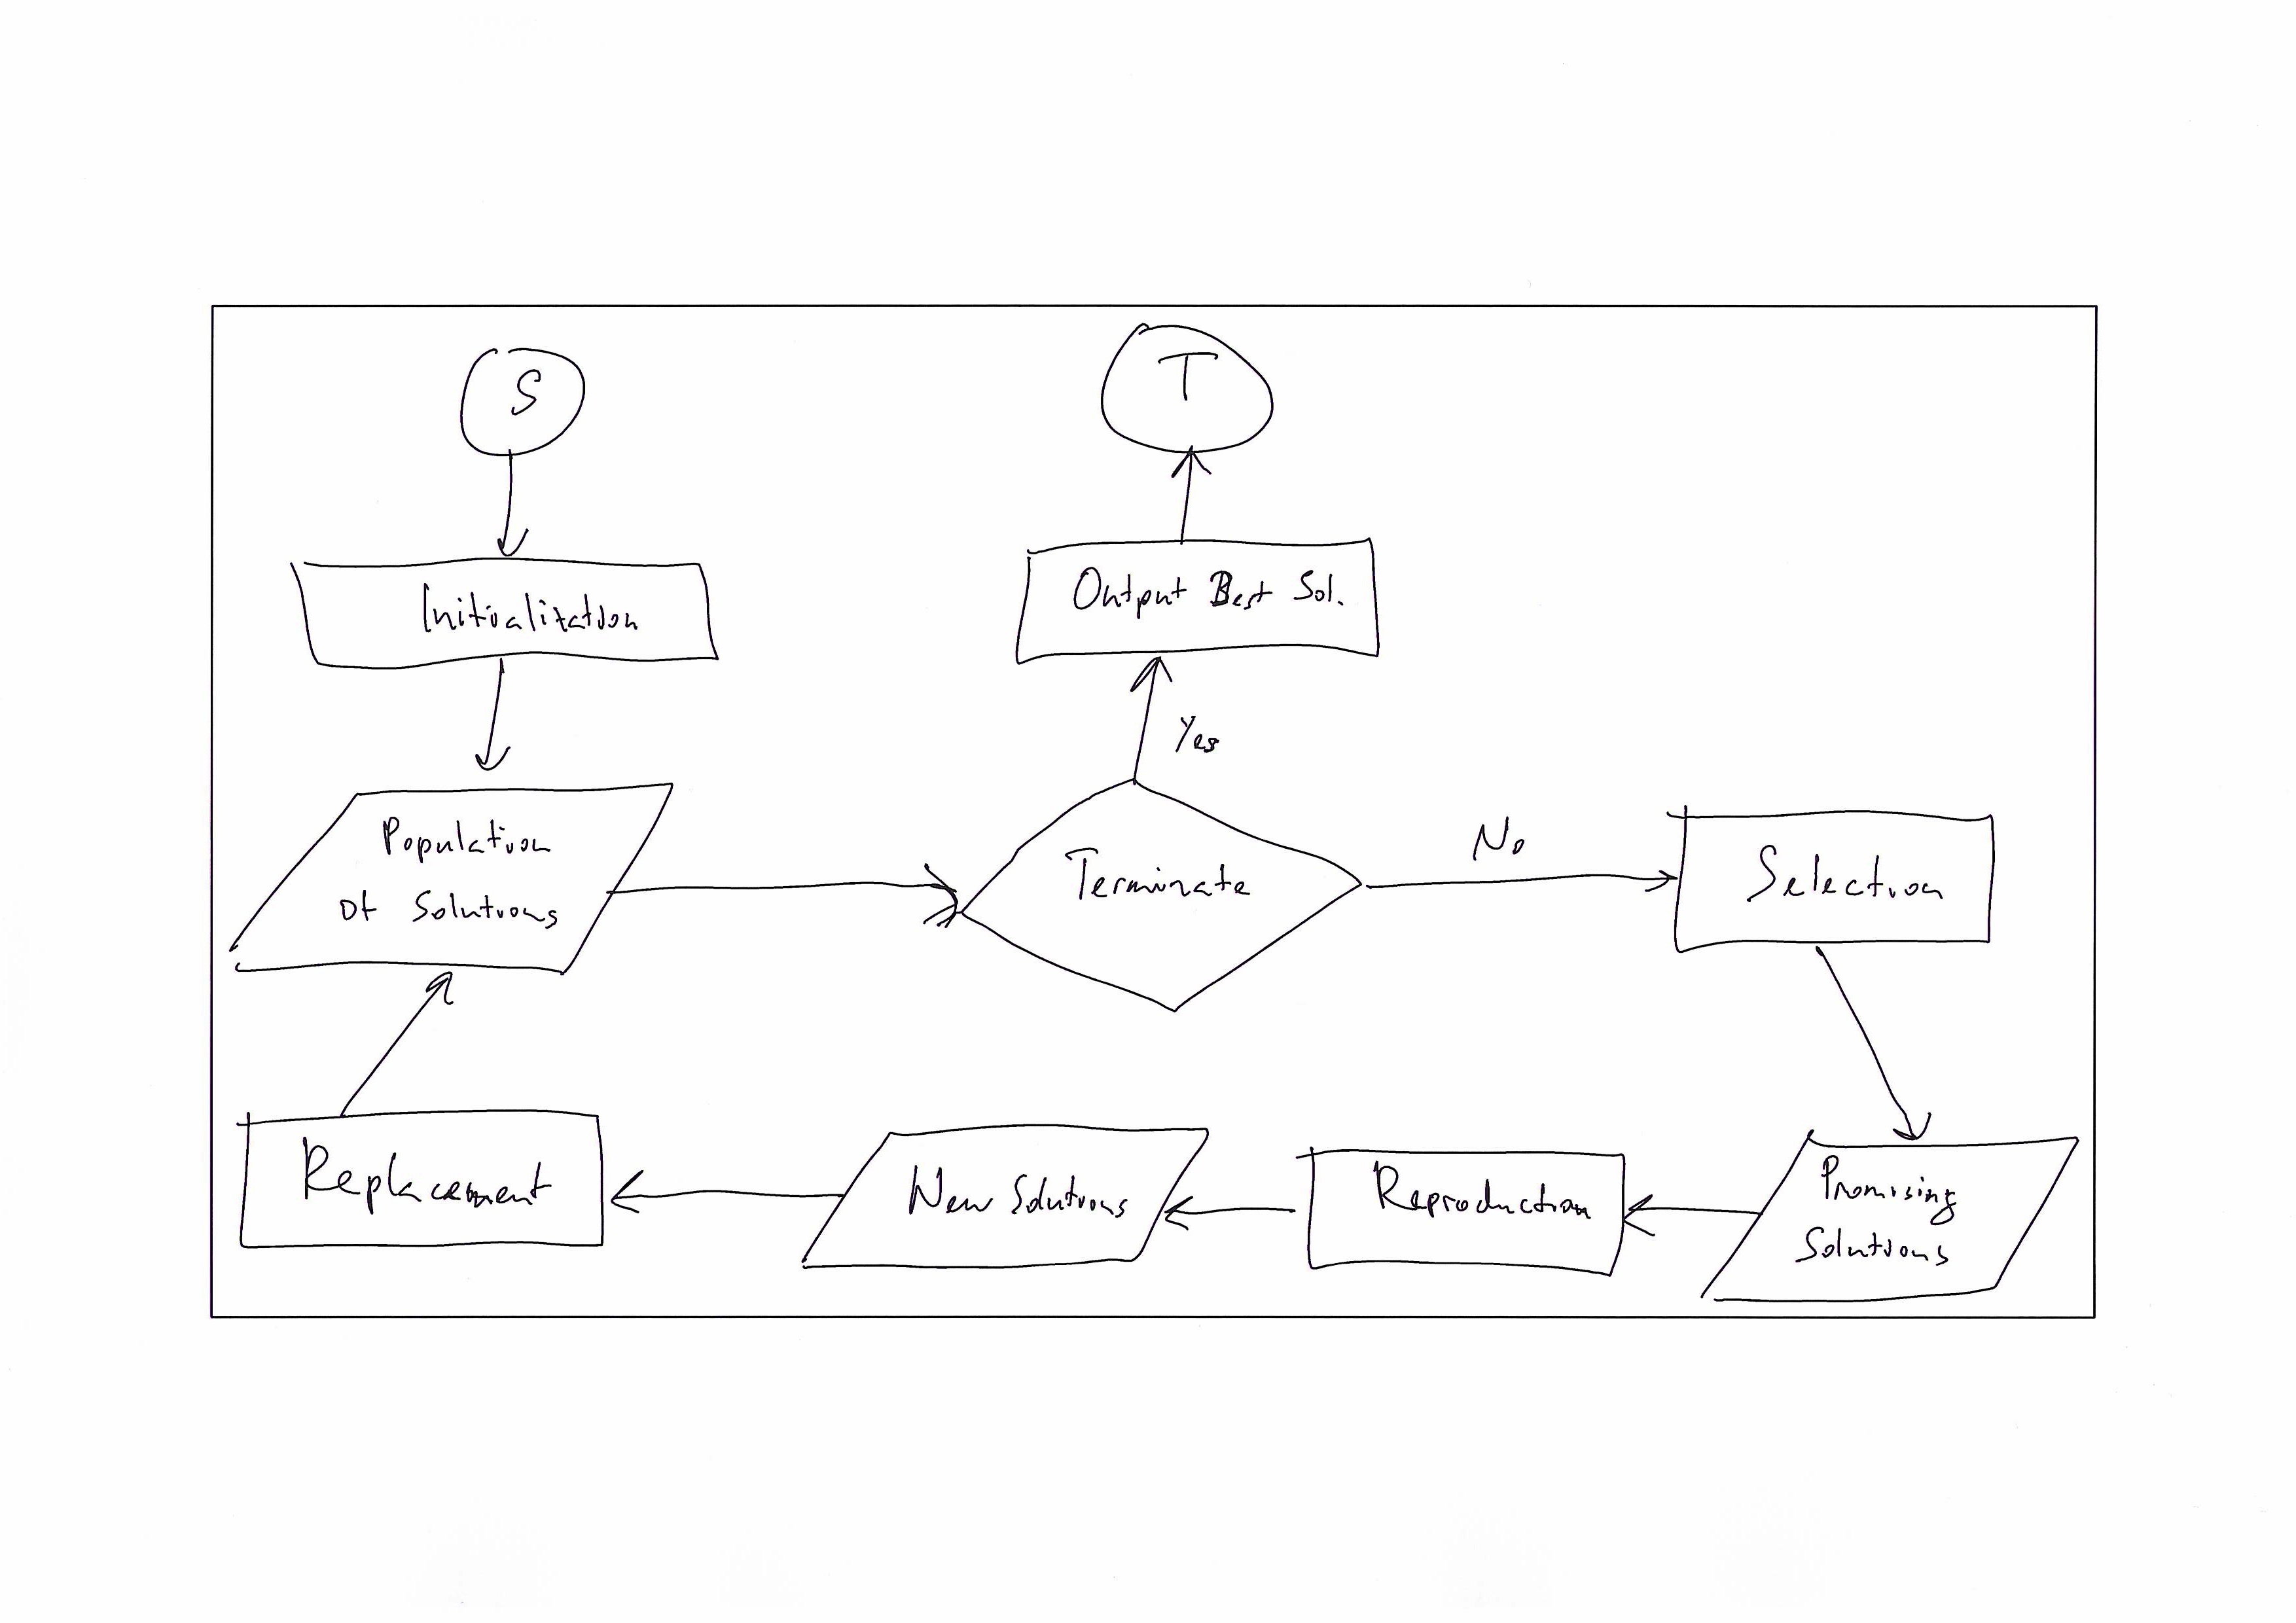 S
T
Initialization
Output Best Sol.
Yes
Population
of Solutions
Terminate
No
Selection
Replacement
New Solutions
Reproduction
Promising
Solutions